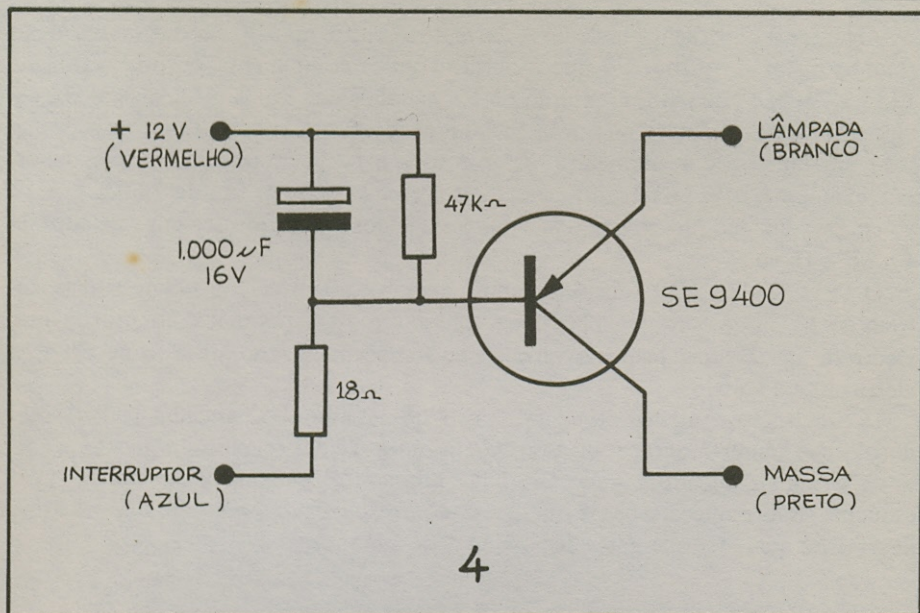 + 12 V
(VERMELHO)
1.000 µF
16V
47KΩ
18Ω
INTERRUPTOR
(AZUL)
LÂMPADA
(BRANCO
SE 9400
MASSA
(PRETO)
4